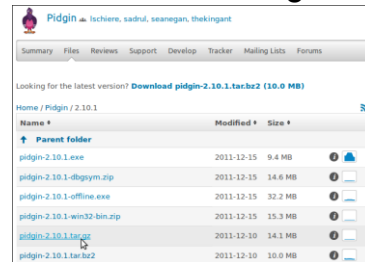 Pidgin lschiere, sadrul, seanegan, thekingant
Summary Files Reviews Support Develop Tracker Mailing Lists Forums
Looking for the latest version? Download pidgin-2.10.1.tar.bz2 (10.0 MB)
Home / Pidgin / 2.10.1
Name Modified Size
Parent folder
pidgin-2.10.1.exe 2011-12-15 9.4 MB
pidgin-2.10.1-dbgsym.zip 2011-12-15 14.6 MB
pidgin-2.10.1-offline.exe 2011-12-15 32.2 MB
pidgin-2.10.1-win32-bin.zip 2011-12-15 15.3 MB
pidgin-2.10.1.tar.gz 2011-12-10 14.1 MB
pidgin-2.10.1.tar.bz2 2011-12-10 10.0 MB